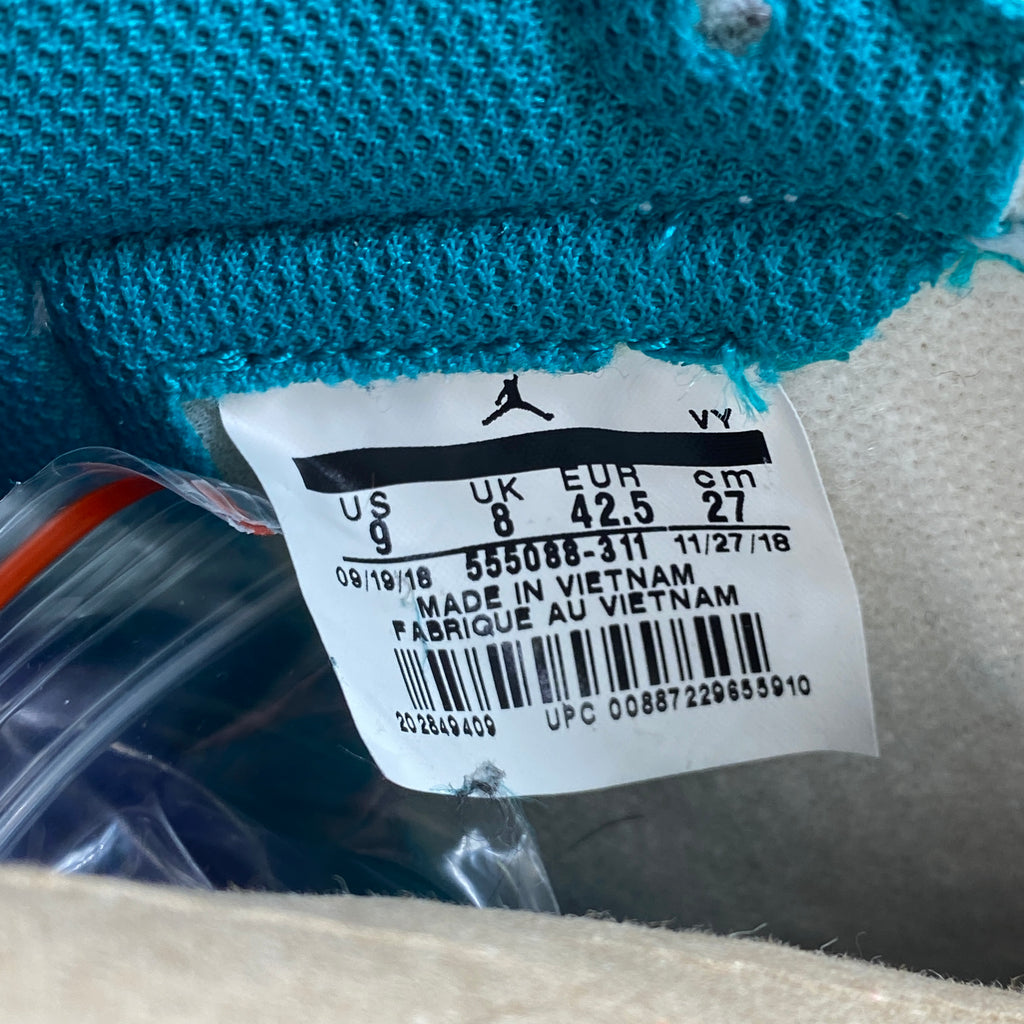 VY
US UK EUR cm
9 8 42.5 27
09/19/18 555088-311 11/27/18
MADE IN VIETNAM
FABRIQUE AU VIETNAM
202849409 UPC 00887229655910